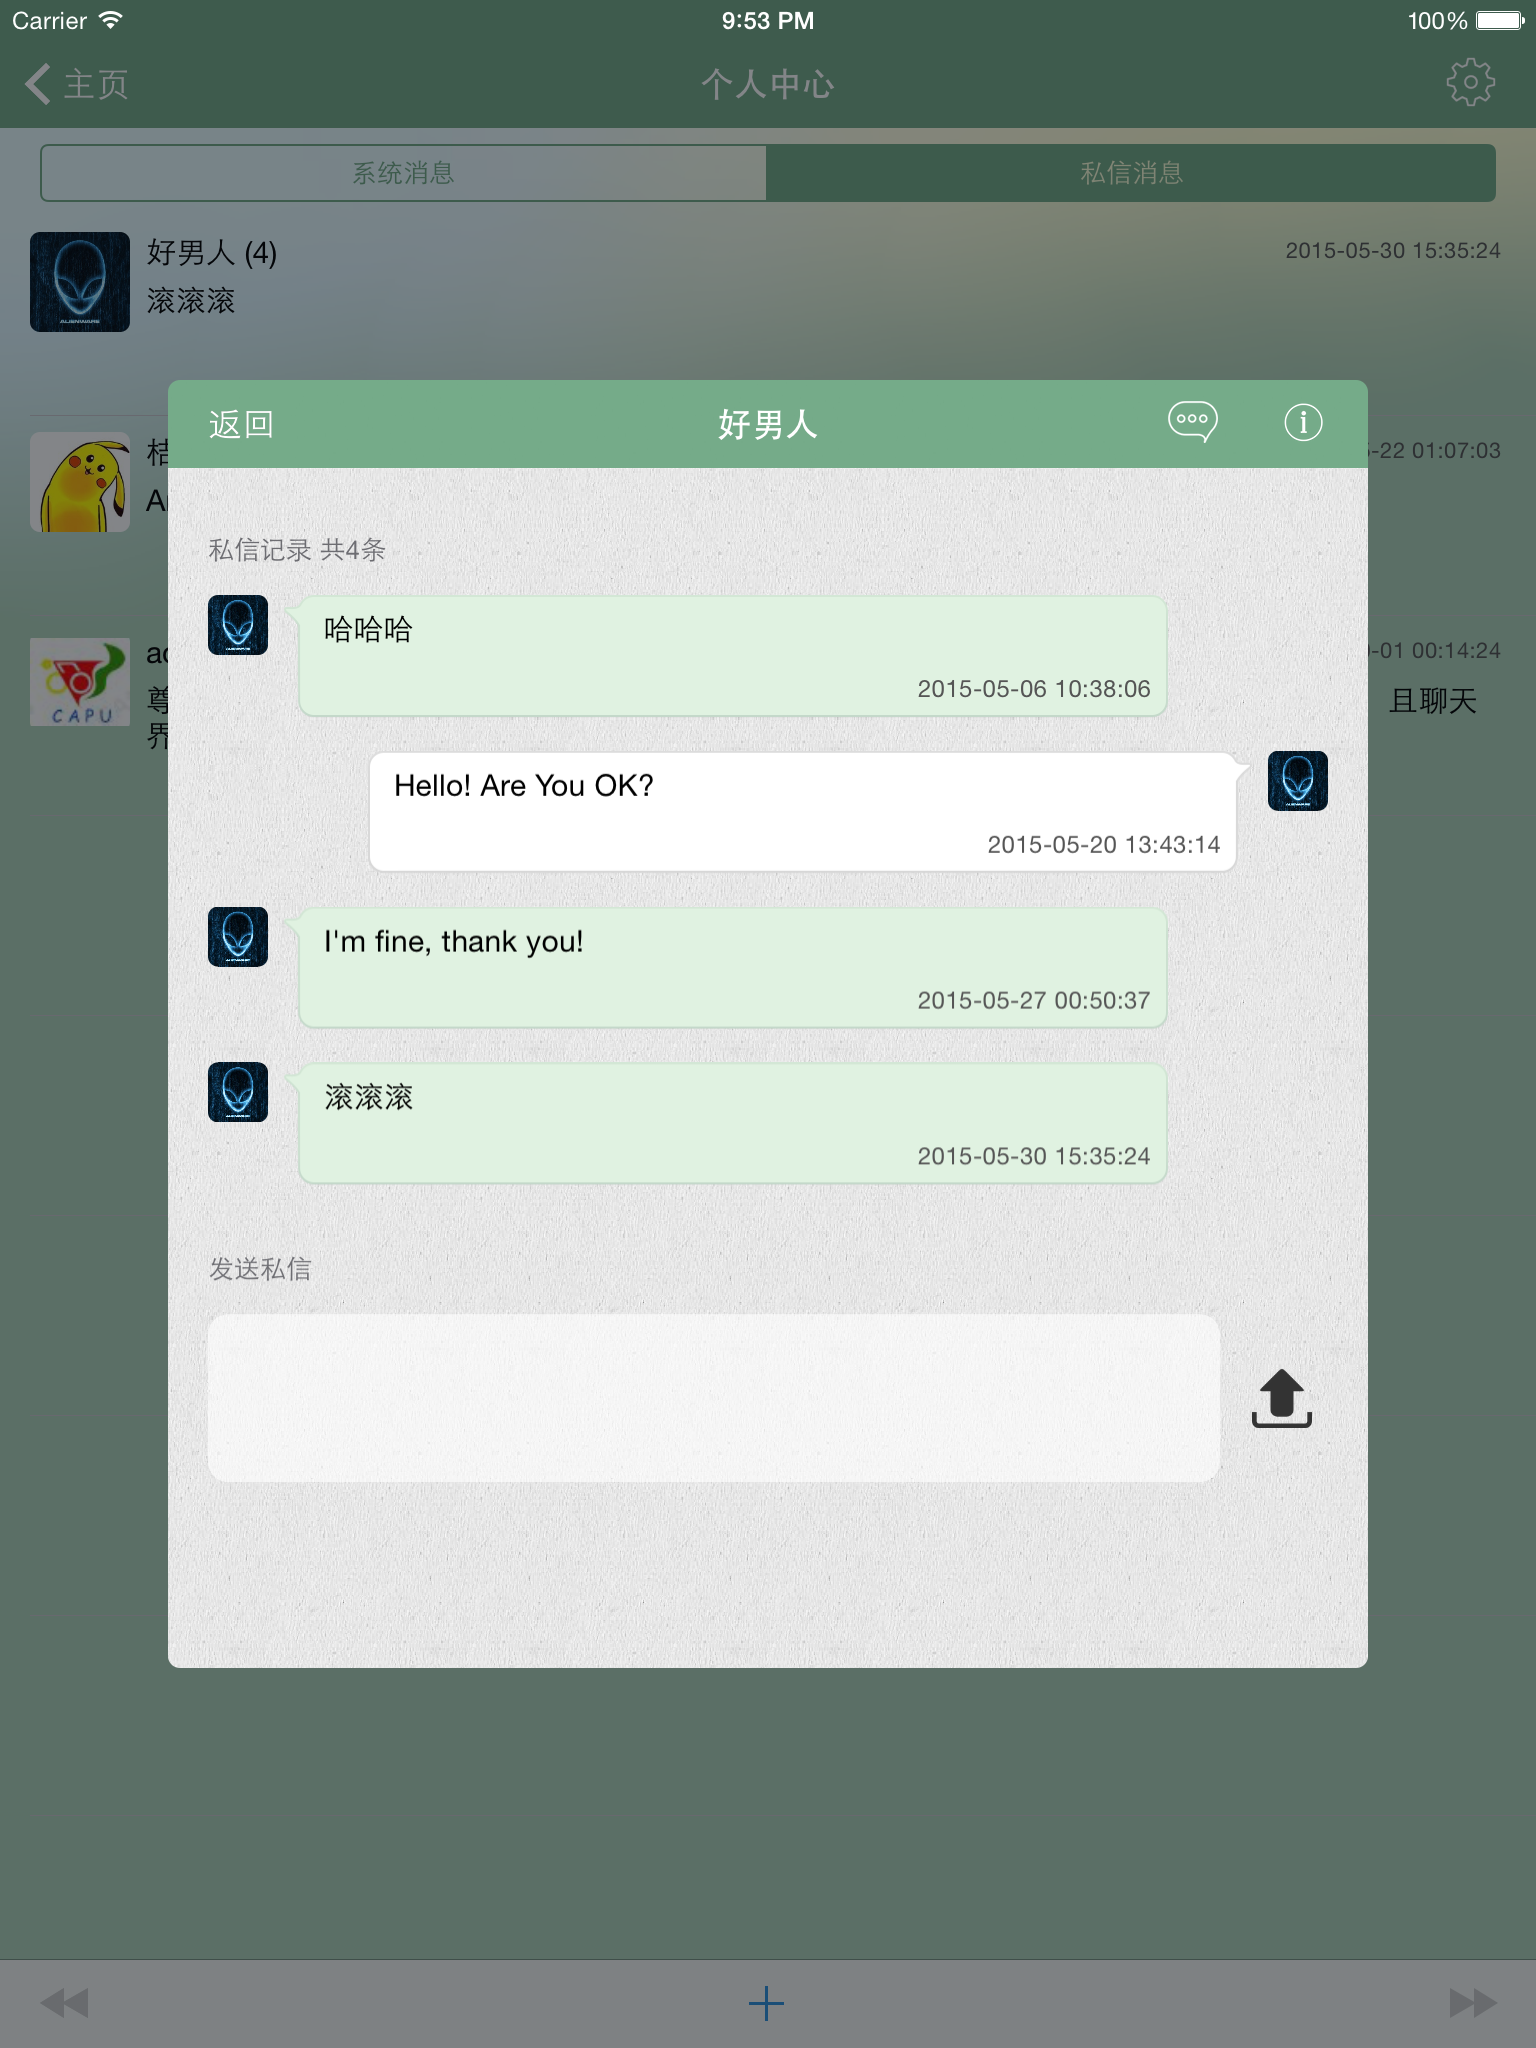 Carrier 9:53 PM 100%
主页 个人中心
系统消息 私信消息
好男人 (4) 2015-05-30 15:35:24
滚滚滚
ALIENWARE
返回 好男人
桔 -22 01:07:03
私信记录 共4条
哈哈哈
2015-05-06 10:38:06
-01 00:14:24
尊 且聊天
CAPU
界
Hello! Are You OK?
2015-05-20 13:43:14
I'm fine, thank you!
2015-05-27 00:50:37
滚滚滚
2015-05-30 15:35:24
发送私信